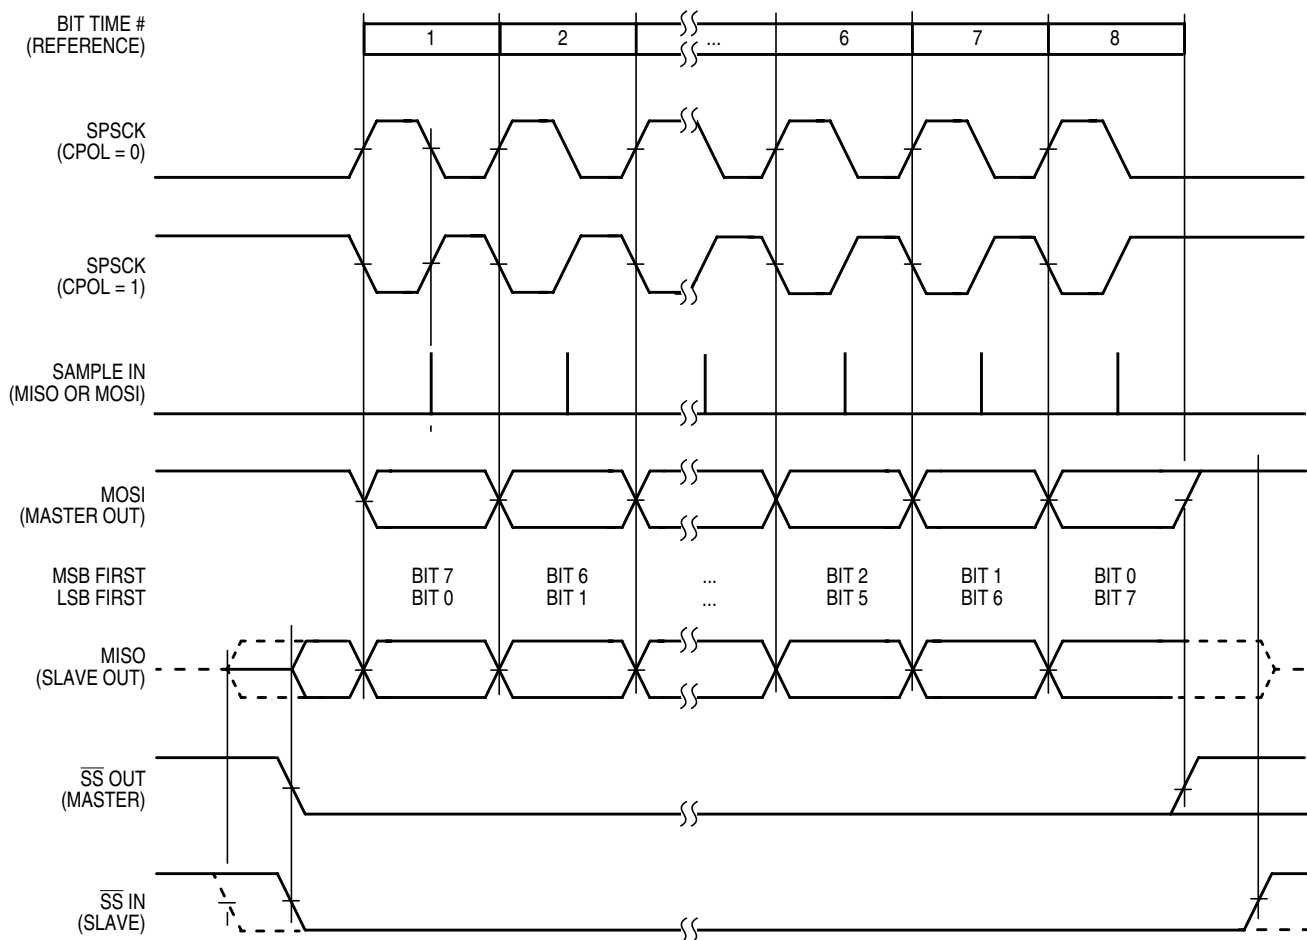 BIT TIME #
(REFERENCE)
1 2 ... 6 7 8
SPSCK
(CPOL = 0)
SPSCK
(CPOL = 1)
SAMPLE IN
(MISO OR MOSI)
MOSI
(MASTER OUT)
MSB FIRST BIT 7 BIT 6 ... BIT 2 BIT 1 BIT 0
LSB FIRST BIT 0 BIT 1 ... BIT 5 BIT 6 BIT 7
MISO
(SLAVE OUT)
S̅S̅ OUT
(MASTER)
S̅S̅ IN
(SLAVE)